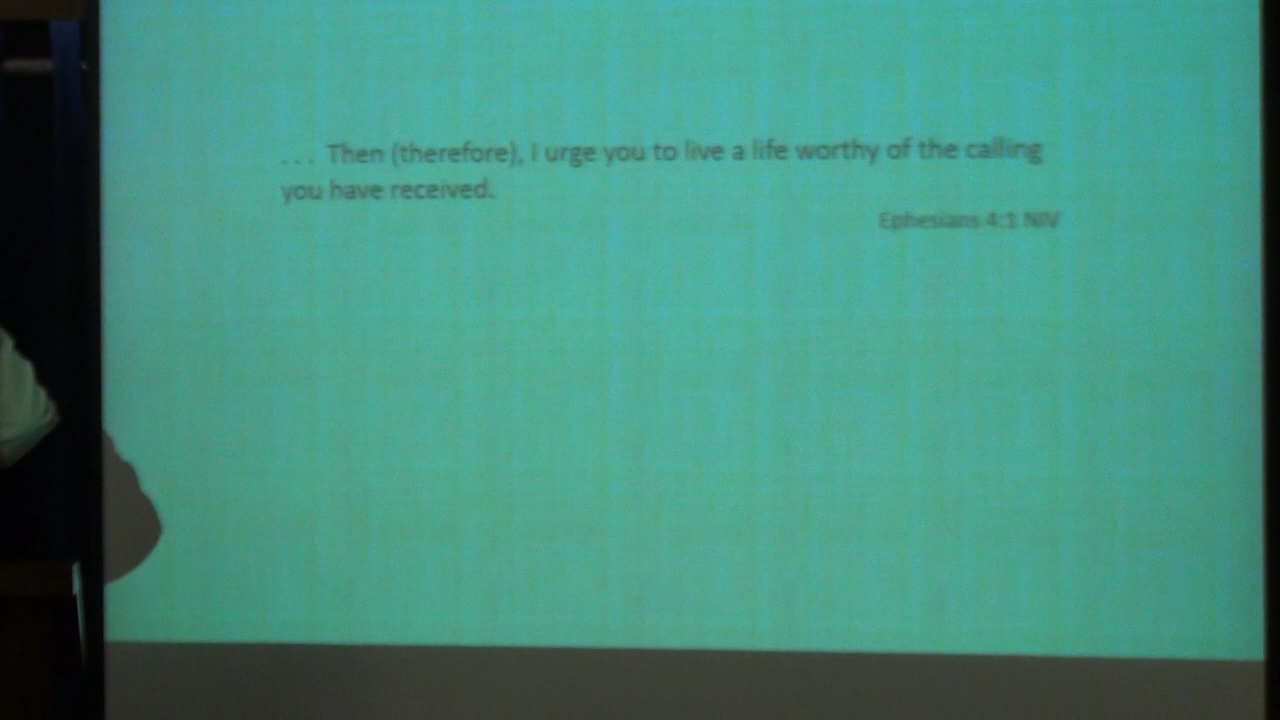 ... Then (therefore), I urge you to live a life worthy of the calling
you have received.
Ephesians 4:1 NIV